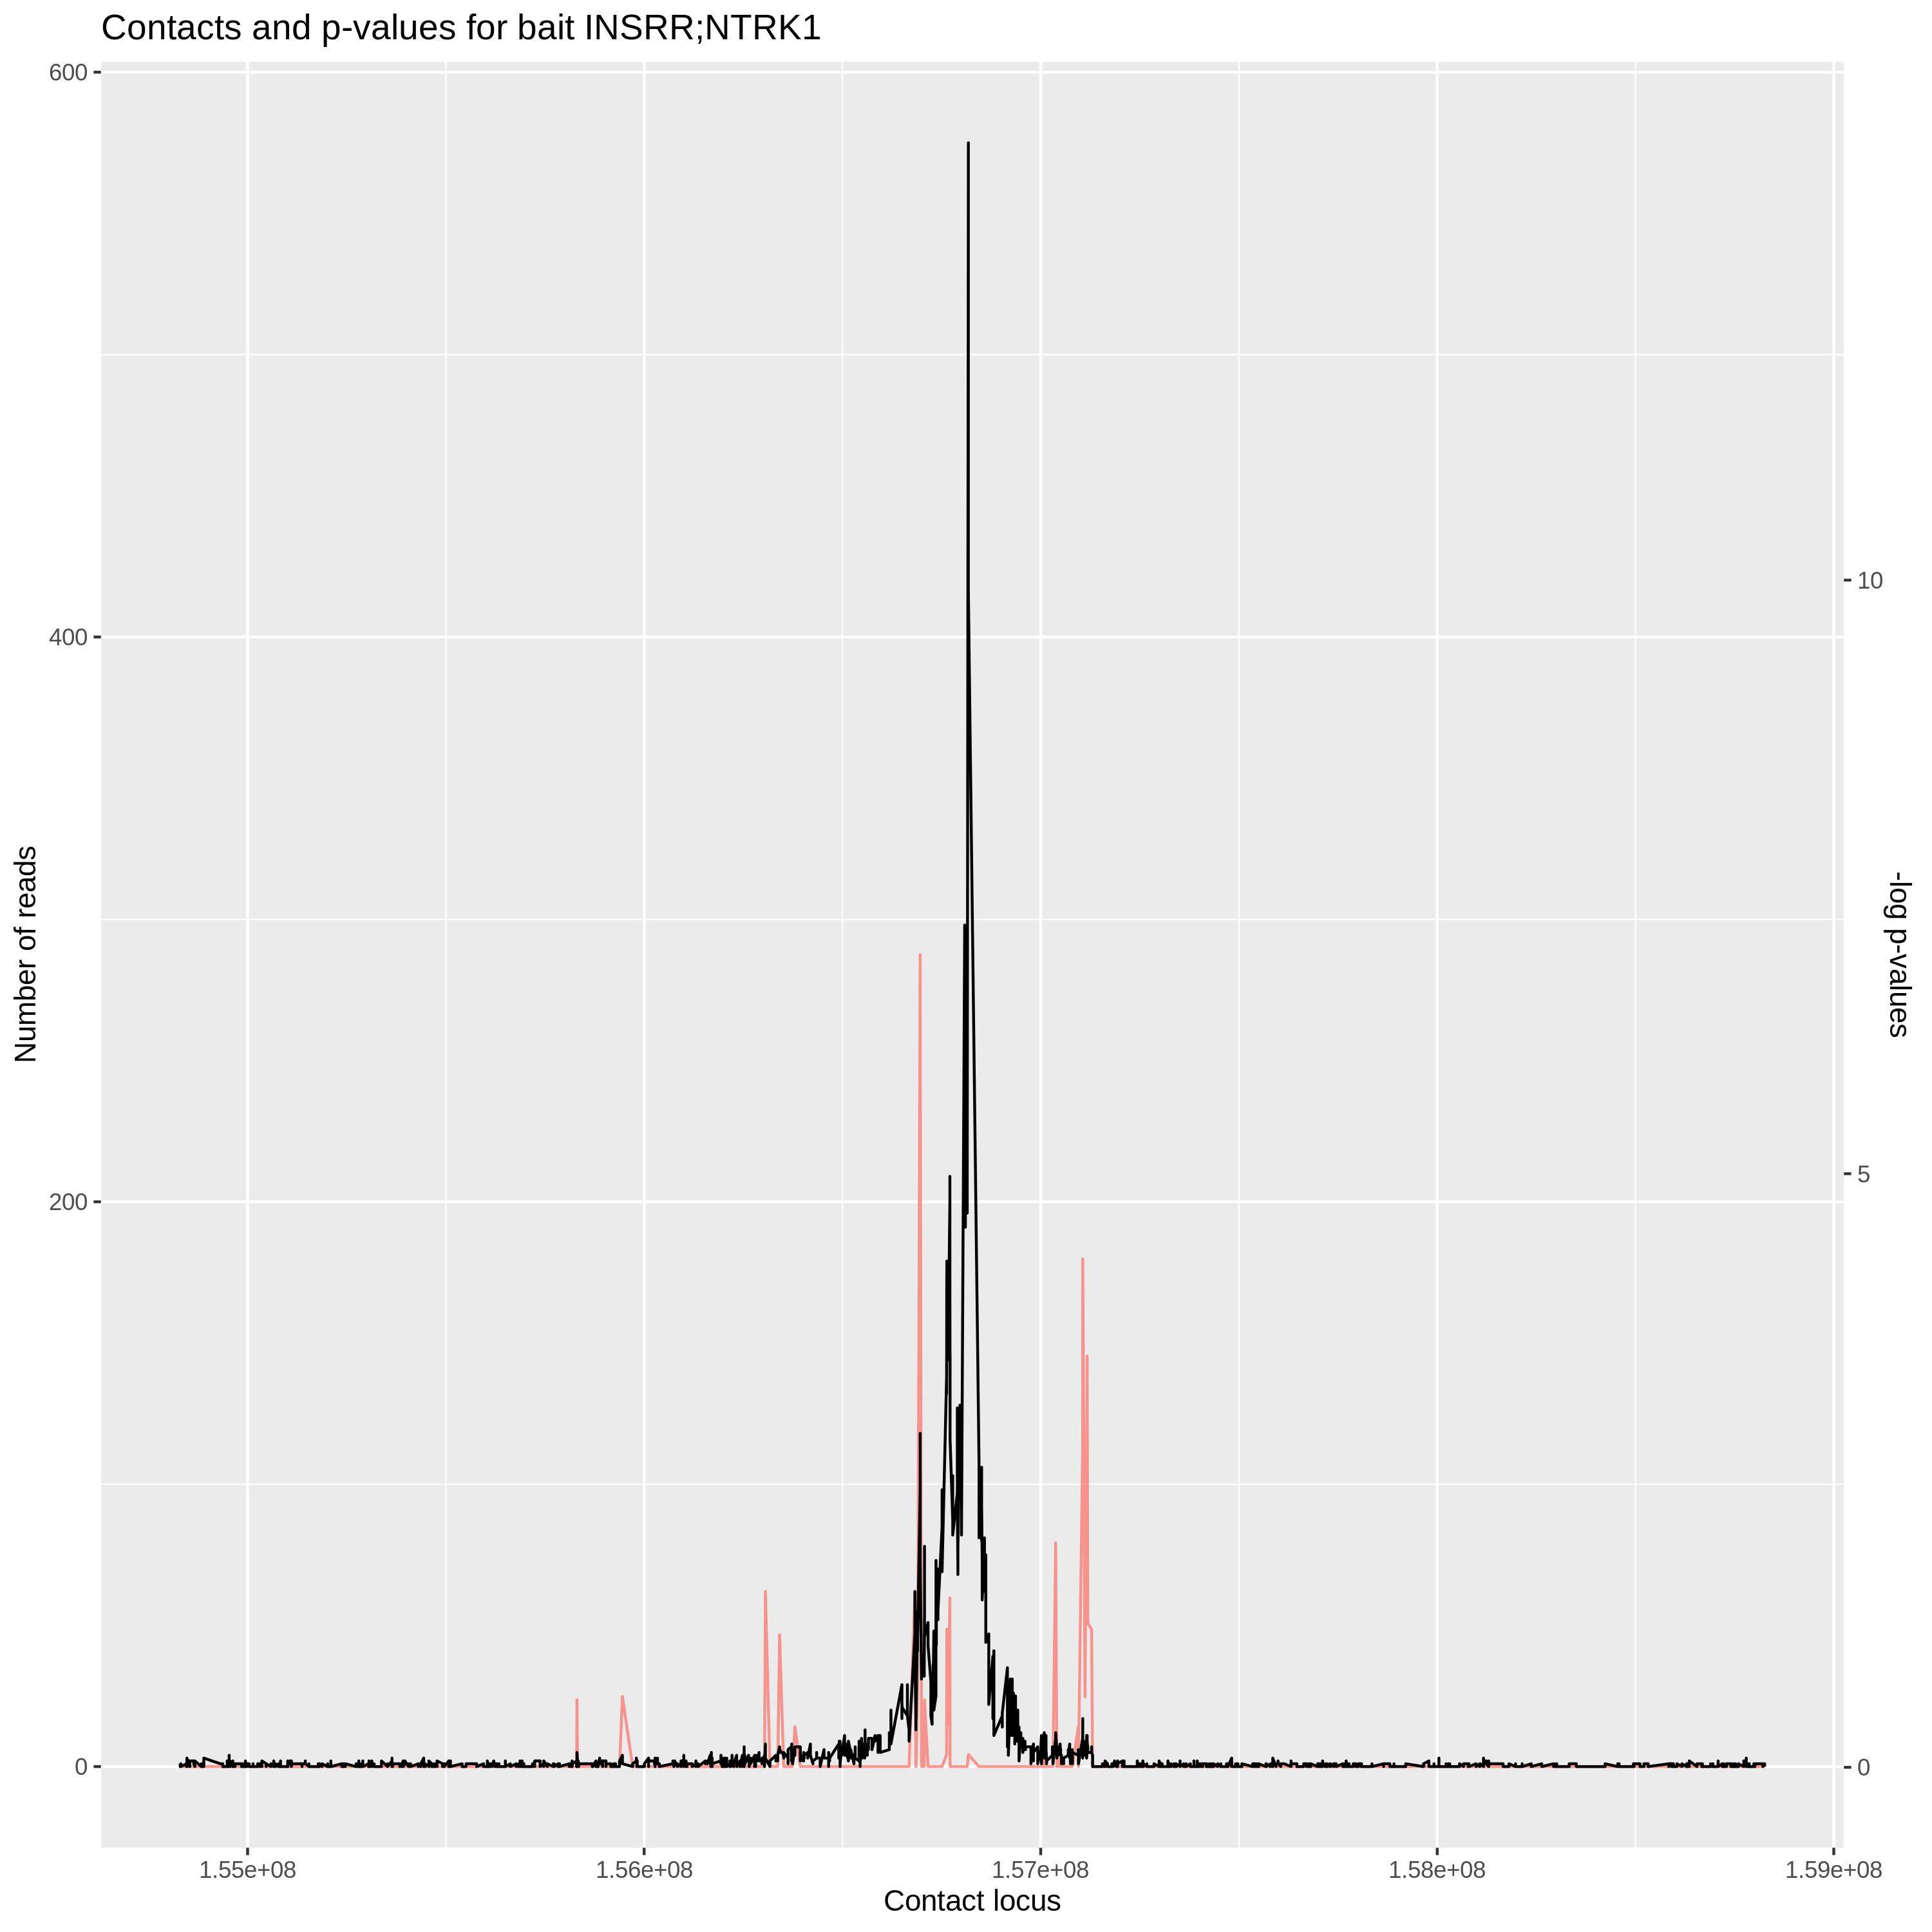 Contacts and p-values for bait INSRR;NTRK1
600
400
200
0
Number of reads
10
5
0
-log p-values
1.55e+08
1.56e+08
1.57e+08
1.58e+08
1.59e+08
Contact locus